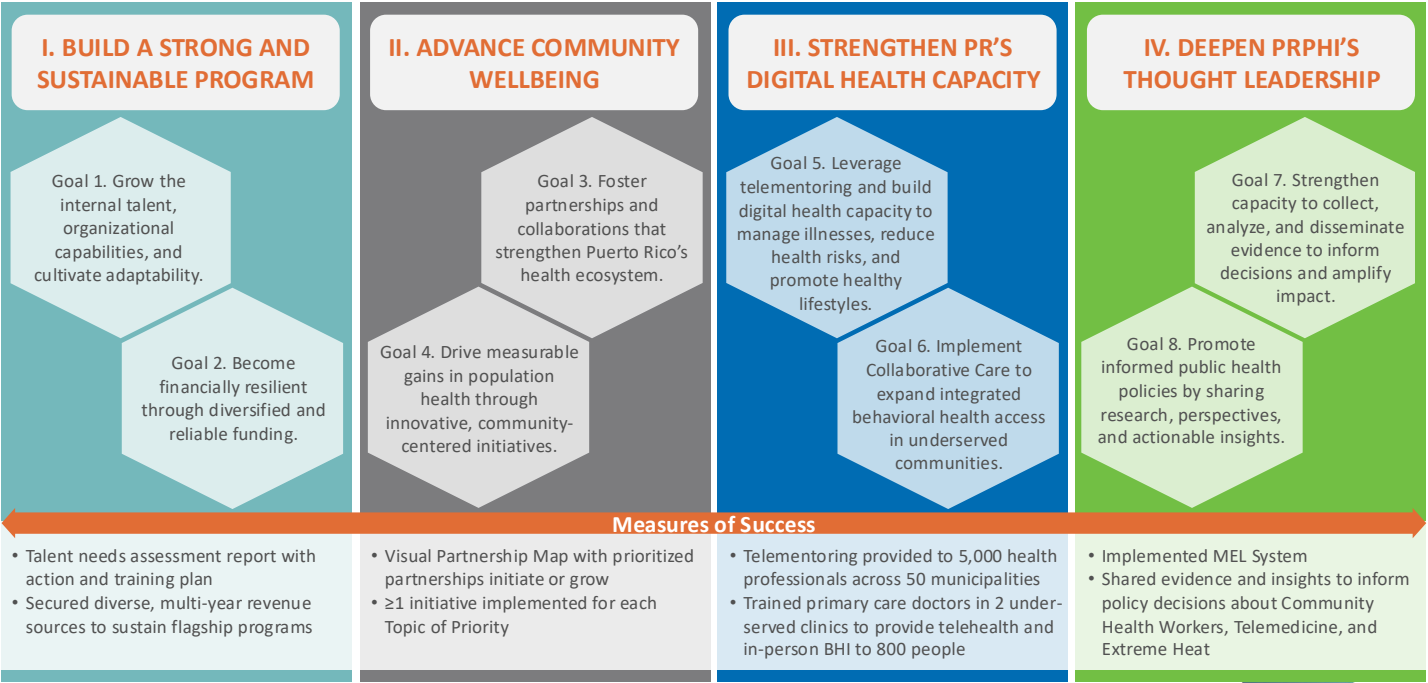 I. BUILD A STRONG AND
SUSTAINABLE PROGRAM
Goal 1. Grow the
internal talent,
organizational
capabilities, and
cultivate adaptability.
Goal 2. Become
financially resilient
through diversified and
reliable funding.
II. ADVANCE COMMUNITY
WELLBEING
Goal 3. Foster
partnerships and
collaborations that
strengthen Puerto Rico’s
health ecosystem.
Goal 4. Drive measurable
gains in population
health through
innovative, community-
centered initiatives.
III. STRENGTHEN PR’S
DIGITAL HEALTH CAPACITY
Goal 5. Leverage
telementoring and build
digital health capacity to
manage illnesses, reduce
health risks, and
promote healthy
lifestyles.
Goal 6. Implement
Collaborative Care to
expand integrated
behavioral health access
in underserved
communities.
IV. DEEPEN PRPHI’S
THOUGHT LEADERSHIP
Goal 7. Strengthen
capacity to collect,
analyze, and disseminate
evidence to inform
decisions and amplify
impact.
Goal 8. Promote
informed public health
policies by sharing
research, perspectives,
and actionable insights.
Measures of Success
• Talent needs assessment report with
action and training plan
• Secured diverse, multi-year revenue
sources to sustain flagship programs
• Visual Partnership Map with prioritized
partnerships initiate or grow
• ≥1 initiative implemented for each
Topic of Priority
• Telementoring provided to 5,000 health
professionals across 50 municipalities
• Trained primary care doctors in 2 under-
served clinics to provide telehealth and
in-person BHI to 800 people
• Implemented MEL System
• Shared evidence and insights to inform
policy decisions about Community
Health Workers, Telemedicine, and
Extreme Heat